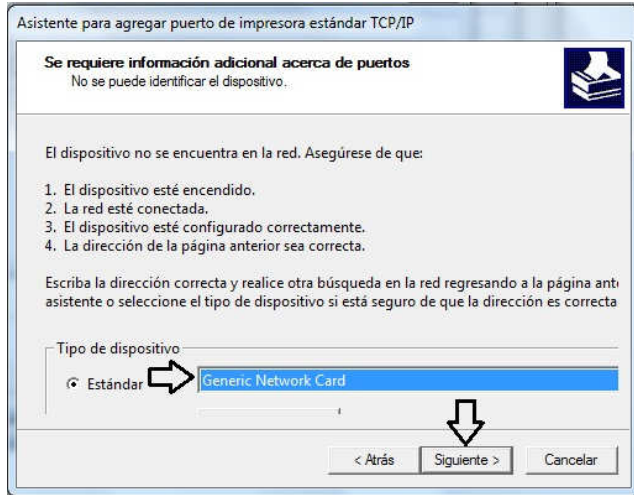 Asistente para agregar puerto de impresora estándar TCP/IP
Se requiere información adicional acerca de puertos
No se puede identificar el dispositivo.
El dispositivo no se encuentra en la red. Asegúrese de que:
1. El dispositivo esté encendido.
2. La red esté conectada.
3. El dispositivo esté configurado correctamente.
4. La dirección de la página anterior sea correcta.
Escriba la dirección correcta y realice otra búsqueda en la red regresando a la página ant
asistente o seleccione el tipo de dispositivo si está seguro de que la dirección es correcta
Tipo de dispositivo
Estándar
Generic Network Card
< Atrás
Siguiente >
Cancelar